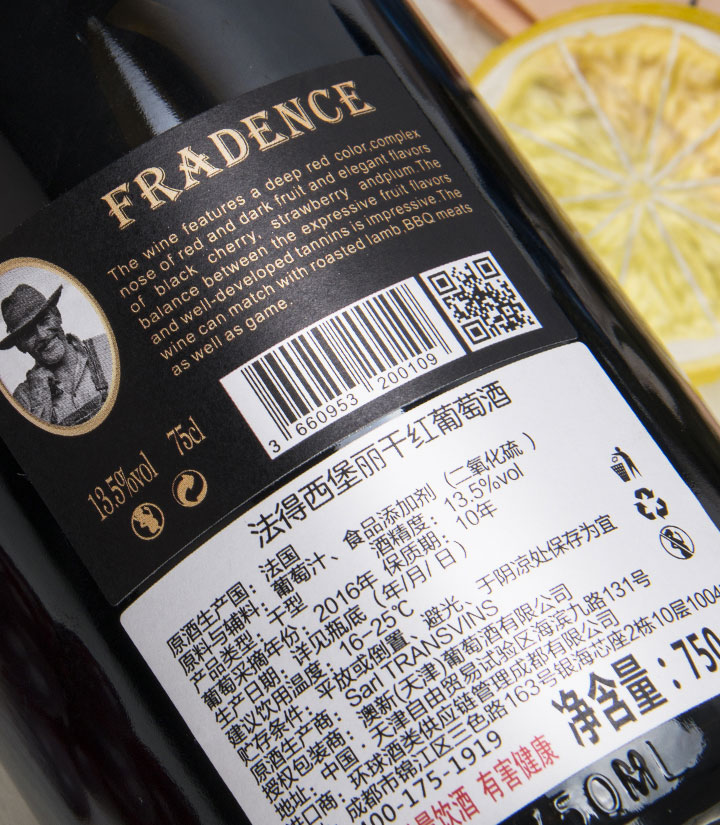 FRADENCE
The wine features a deep red color.complex
nose of red and dark fruit and elegant flavors
of black cherry, strawberry andplum.The
balance between the expressive fruit flavors
and well-developed tannins is impressive.The
wine can match with roasted lamb,BBQ meats
as well as game.
3 660953 200109
13.5%vol 75cl
法得西堡丽干红葡萄酒
原酒生产国：法国
原料与辅料：葡萄汁、食品添加剂（二氧化硫）
产品类型：干型 酒精度：13.5%vol
葡萄采摘年份：2016年 保质期：10年
生产日期：详见瓶底（年/月/日）
建议饮用温度：16-25℃
贮存条件：平放或倒置、避光、于阴凉处保存为宜
原酒生产商：Sarl TRANSVINS
授权包装商：澳新(天津)葡萄酒有限公司
地址：中国·天津自由贸易试验区海滨九路131号
进口商：环球酒类供应链管理成都有限公司
成都市锦江区三色路163号银海芯座2栋10层1004
00-175-1919
净含量：750
量饮酒 有害健康
50ML